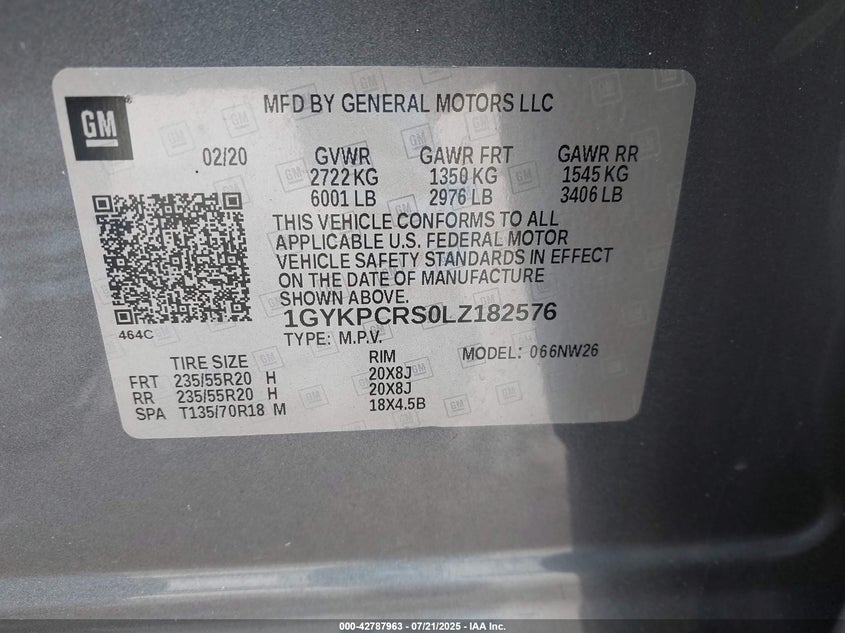 GM
MFD BY GENERAL MOTORS LLC
02/20 GVWR GAWR FRT GAWR RR
2722 KG 1350 KG 1545 KG
6001 LB 2976 LB 3406 LB
THIS VEHICLE CONFORMS TO ALL
APPLICABLE U.S. FEDERAL MOTOR
VEHICLE SAFETY STANDARDS IN EFFECT
ON THE DATE OF MANUFACTURE
SHOWN ABOVE.
464C
1GYKPCRS0LZ182576
TYPE: M.P.V. MODEL: 066NW26
TIRE SIZE RIM
FRT 235/55R20 H 20X8J
RR 235/55R20 H 20X8J
SPA T135/70R18 M 18X4.5B
000-42787963 - 07/21/2025 - IAA Inc.